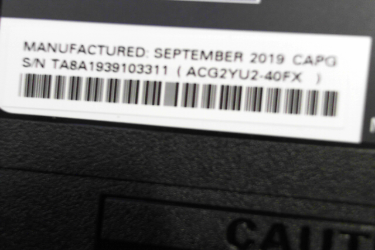 MANUFACTURED: SEPTEMBER 2019 CAPG
S/N TA8A1939103311 ( ACG2YU2-40FX )
CAUT